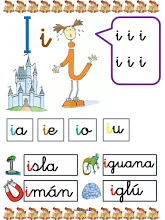 I i i i i
i i i
ia ie io iu
isla iguana
imán iglú